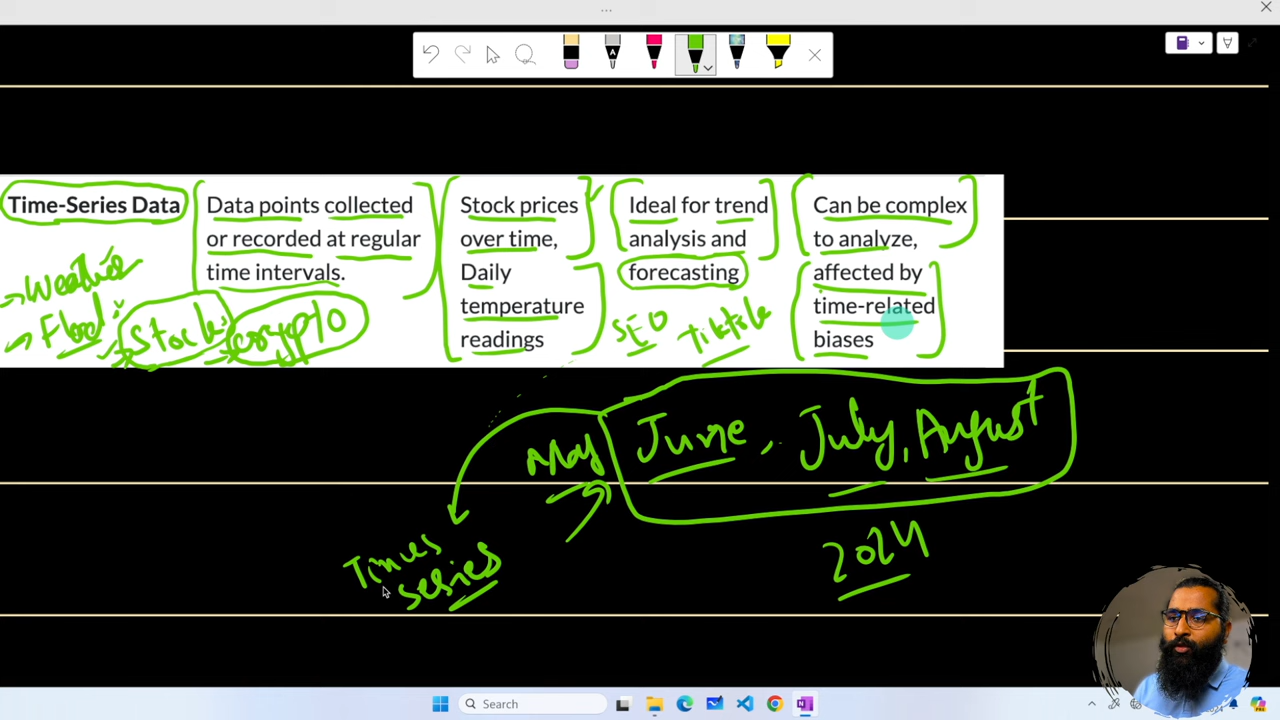 Time-Series Data
Data points collected
or recorded at regular
time intervals.
Stock prices
over time,
Daily
temperature
readings
Ideal for trend
analysis and
forecasting
Can be complex
to analyze,
affected by
time-related
biases
Weather
Flood
Stock
crypto
SEO
Tiktok
May June, July, August
2024
Times
series
Search